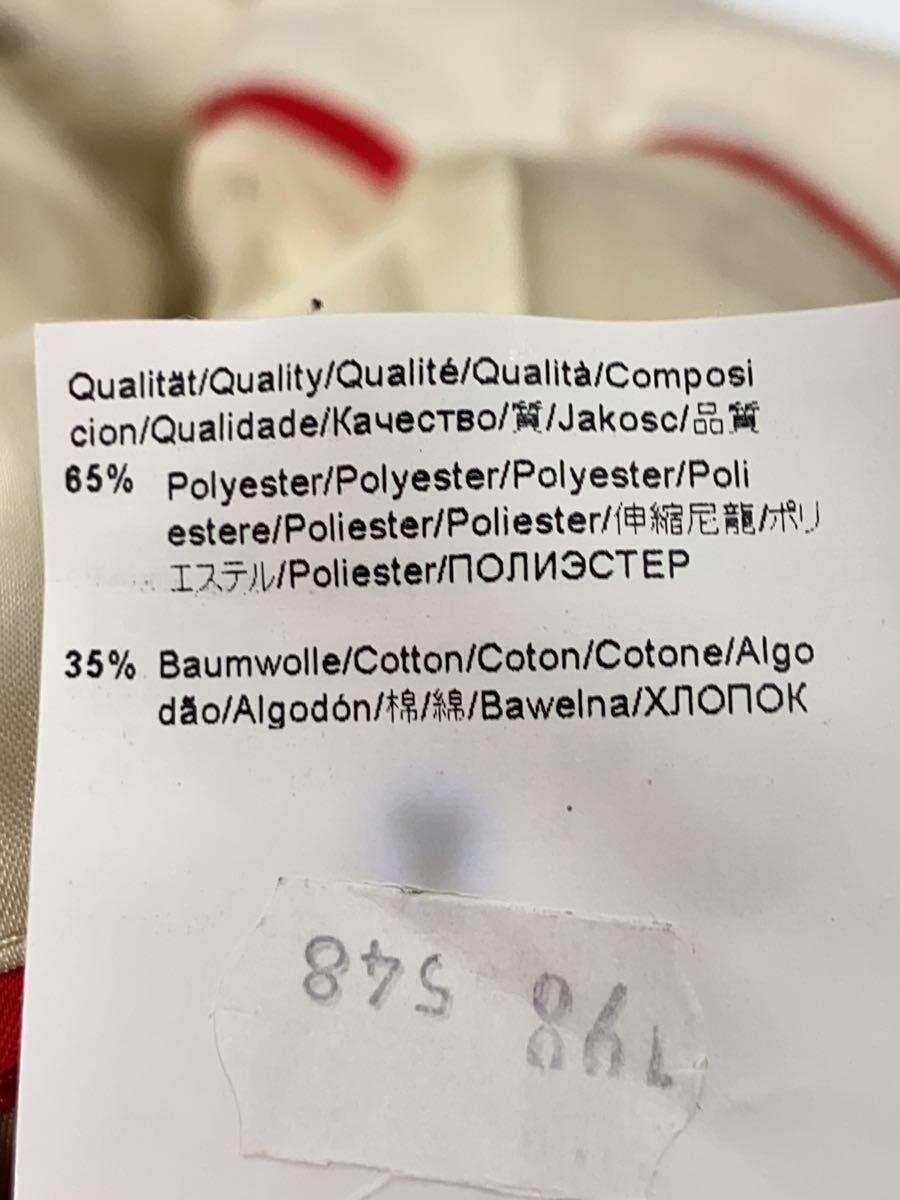 Qualität/Quality/Qualité/Qualità/Composi
cion/Qualidade/Качество/質/Jakosc/品質
65% Polyester/Polyester/Polyester/Poli
estere/Poliester/Poliester/伸縮尼龍/ポリ
エステル/Poliester/ПОЛИЭСТЕР
35% Baumwolle/Cotton/Coton/Cotone/Algo
dão/Algodón/棉/綿/Bawelna/ХЛОПОК
548